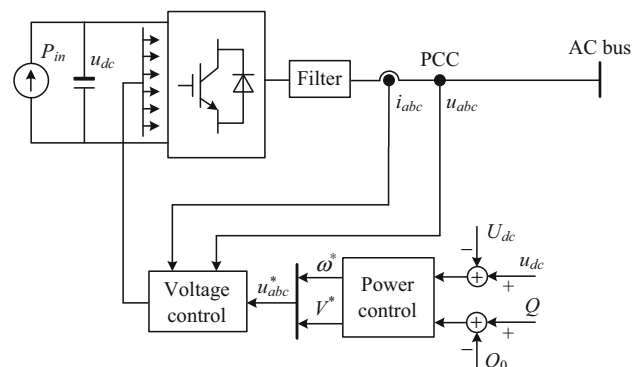 P_in
u_dc
Filter
PCC
AC bus
i_abc
u_abc
U_dc
−
u_dc
+
+
ω*
V*
u*_abc
Voltage
control
Power
control
Q
+
+
−
Q_0